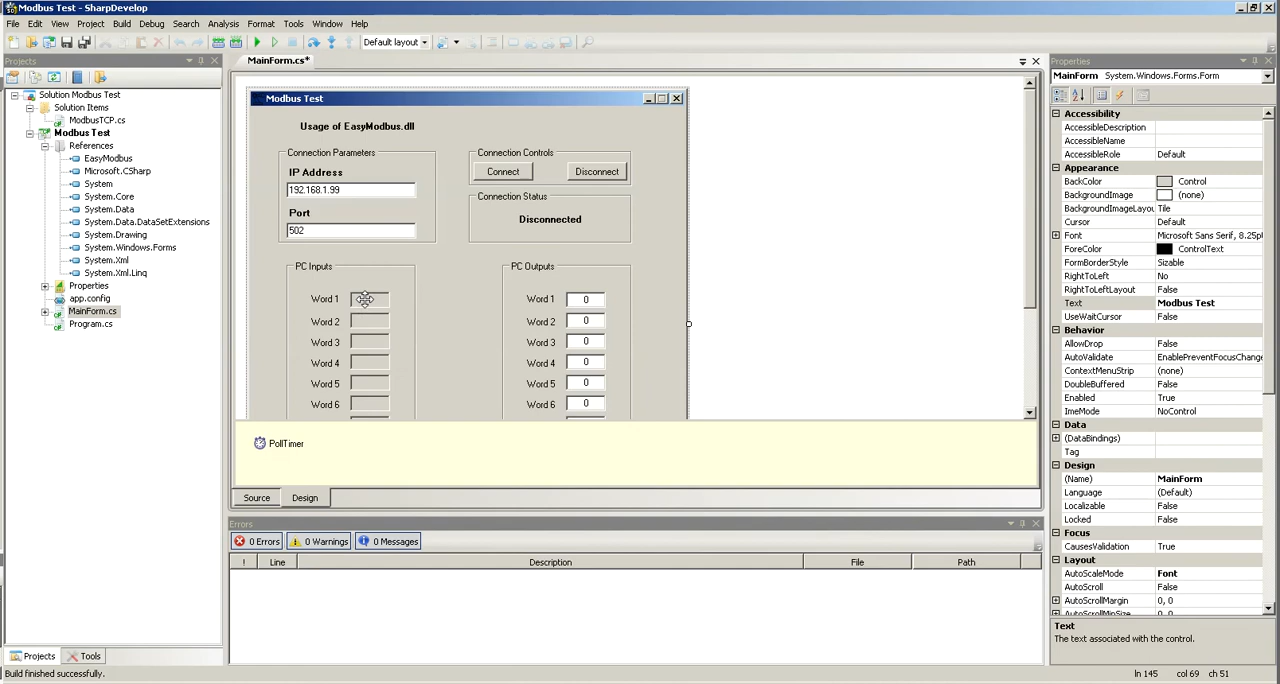 Modbus Test - SharpDevelop
File Edit View Project Build Debug Search Analysis Format Tools Window Help
Default layout
Projects
Solution Modbus Test
Solution Items
ModbusTCP.cs
Modbus Test
References
EasyModbus
Microsoft.CSharp
System
System.Core
System.Data
System.Data.DataSetExtensions
System.Drawing
System.Windows.Forms
System.Xml
System.Xml.Linq
Properties
app.config
MainForm.cs
Program.cs
Projects Tools
MainForm.cs*
Modbus Test
Usage of EasyModbus.dll
Connection Parameters
IP Address
192.168.1.99
Port
502
Connection Controls
Connect Disconnect
Connection Status
Disconnected
PC Inputs
Word 1
Word 2
Word 3
Word 4
Word 5
Word 6
PC Outputs
Word 1 0
Word 2 0
Word 3 0
Word 4 0
Word 5 0
Word 6 0
PollTimer
Source Design
Errors
0 Errors 0 Warnings 0 Messages
! Line Description File Path
Properties
MainForm System.Windows.Forms.Form
Accessibility
AccessibleDescription
AccessibleName
AccessibleRole Default
Appearance
BackColor Control
BackgroundImage (none)
BackgroundImageLayou Tile
Cursor Default
Font Microsoft Sans Serif, 8.25p
ForeColor ControlText
FormBorderStyle Sizable
RightToLeft No
RightToLeftLayout False
Text Modbus Test
UseWaitCursor False
Behavior
AllowDrop False
AutoValidate EnablePreventFocusChange
ContextMenuStrip (none)
DoubleBuffered False
Enabled True
ImeMode NoControl
Data
(DataBindings)
Tag
Design
(Name) MainForm
Language (Default)
Localizable False
Locked False
Focus
CausesValidation True
Layout
AutoScaleMode Font
AutoScroll False
AutoScrollMargin 0, 0
AutoScrollMinSize 0, 0
Text
The text associated with the control.
Build finished successfully.
ln 145 col 69 ch 51